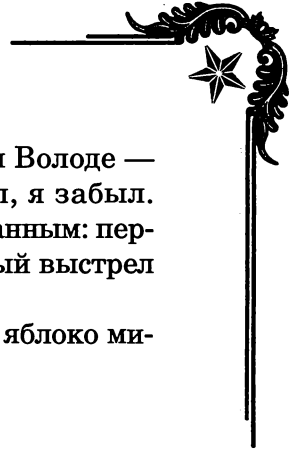 и Володе —
л, я забыл.
анным: пер-
ый выстрел
яблоко ми-